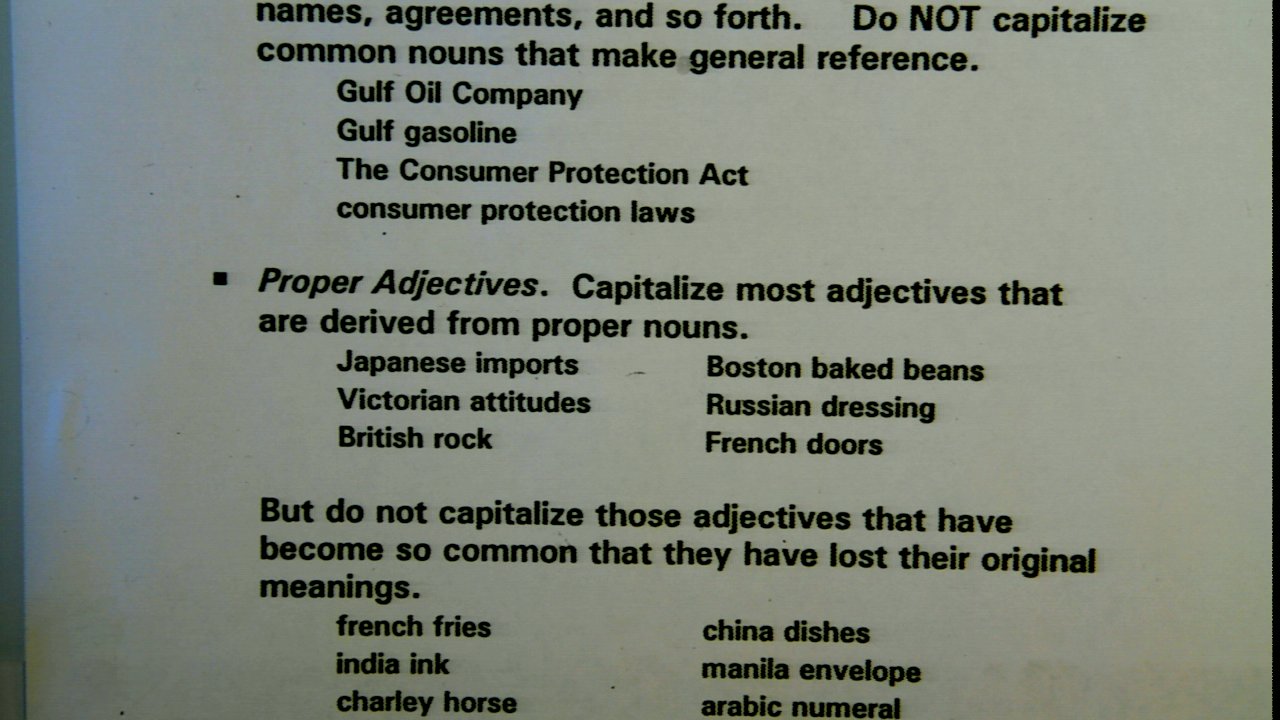 names, agreements, and so forth. Do NOT capitalize
common nouns that make general reference.
Gulf Oil Company
Gulf gasoline
The Consumer Protection Act
consumer protection laws
▪ Proper Adjectives. Capitalize most adjectives that
are derived from proper nouns.
Japanese imports Boston baked beans
Victorian attitudes Russian dressing
British rock French doors
But do not capitalize those adjectives that have
become so common that they have lost their original
meanings.
french fries china dishes
india ink manila envelope
charley horse arabic numeral